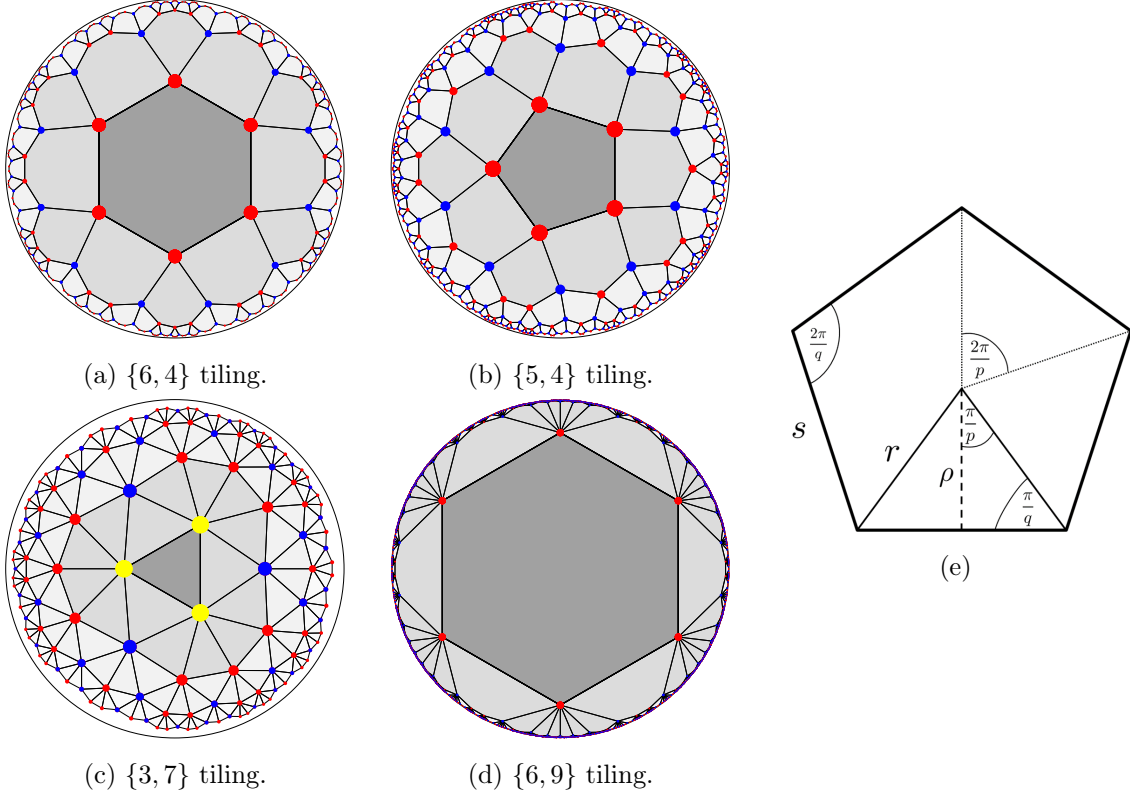 (a) {6, 4} tiling.
(b) {5, 4} tiling.
(c) {3, 7} tiling.
(d) {6, 9} tiling.
2π/q
2π/p
s
r
ρ
π/p
π/q
(e)